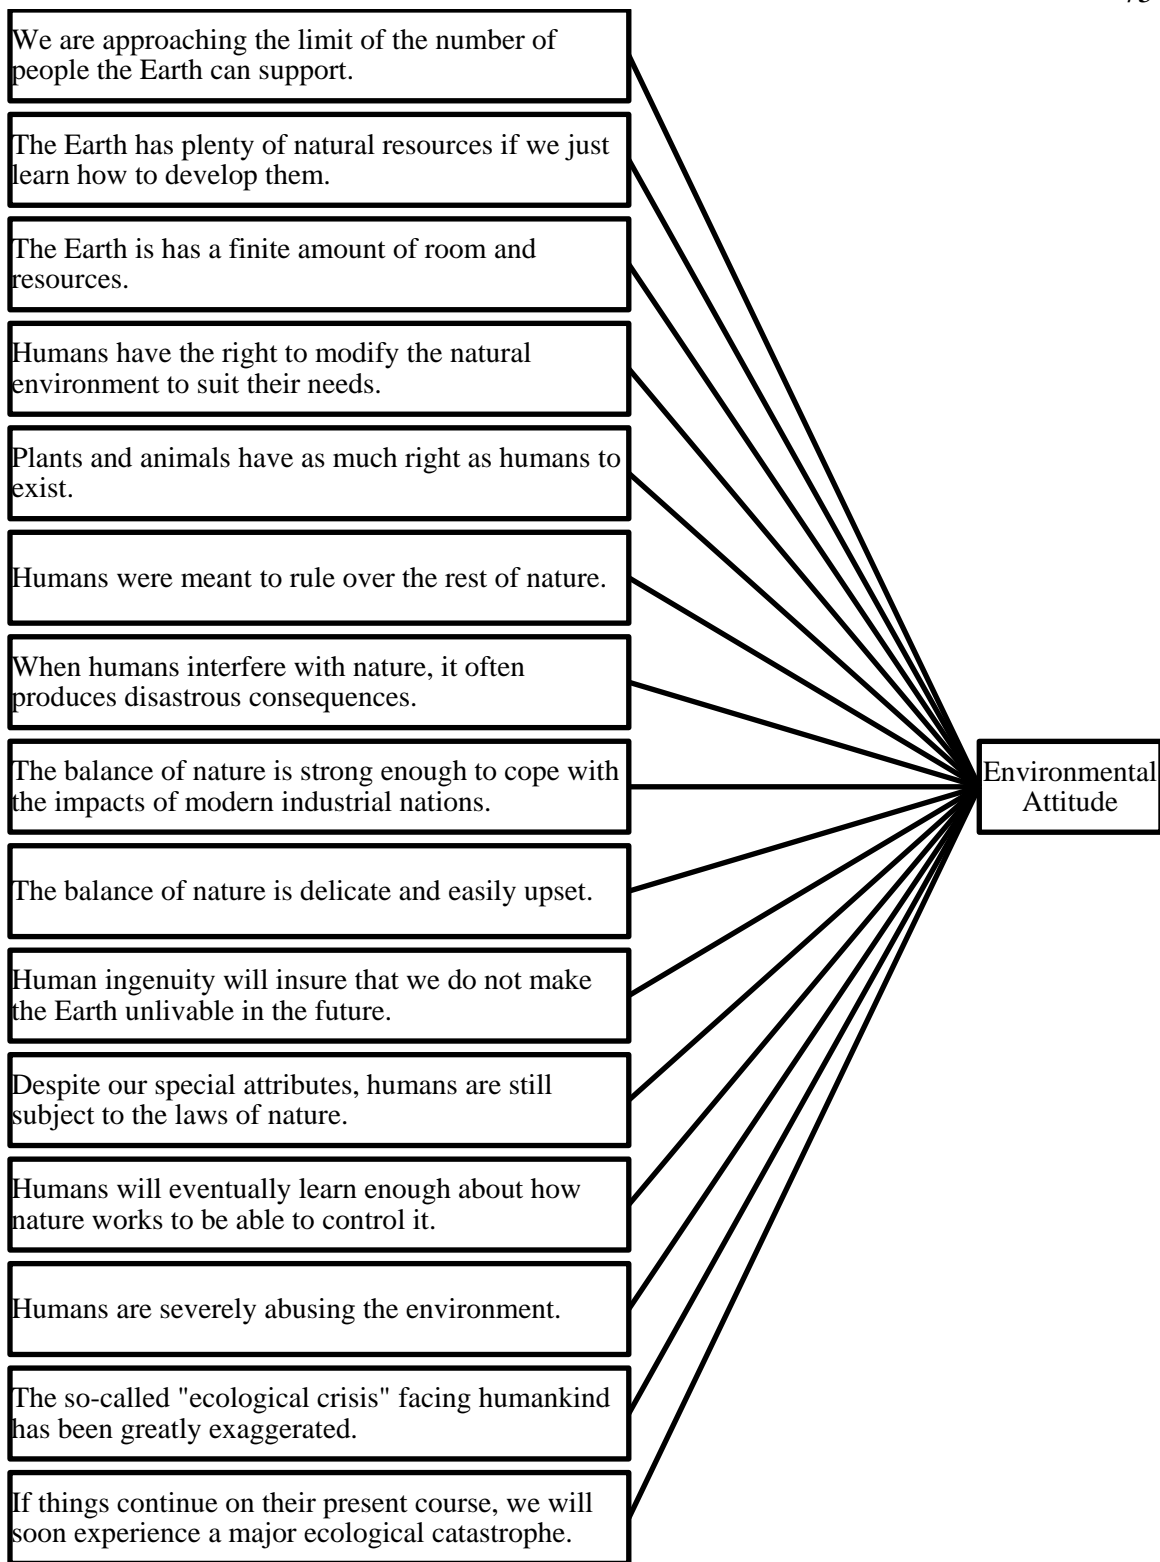 We are approaching the limit of the number of
people the Earth can support.
The Earth has plenty of natural resources if we just
learn how to develop them.
The Earth is has a finite amount of room and
resources.
Humans have the right to modify the natural
environment to suit their needs.
Plants and animals have as much right as humans to
exist.
Humans were meant to rule over the rest of nature.
When humans interfere with nature, it often
produces disastrous consequences.
The balance of nature is strong enough to cope with
the impacts of modern industrial nations.
The balance of nature is delicate and easily upset.
Human ingenuity will insure that we do not make
the Earth unlivable in the future.
Despite our special attributes, humans are still
subject to the laws of nature.
Humans will eventually learn enough about how
nature works to be able to control it.
Humans are severely abusing the environment.
The so-called "ecological crisis" facing humankind
has been greatly exaggerated.
If things continue on their present course, we will
soon experience a major ecological catastrophe.
Environmental
Attitude